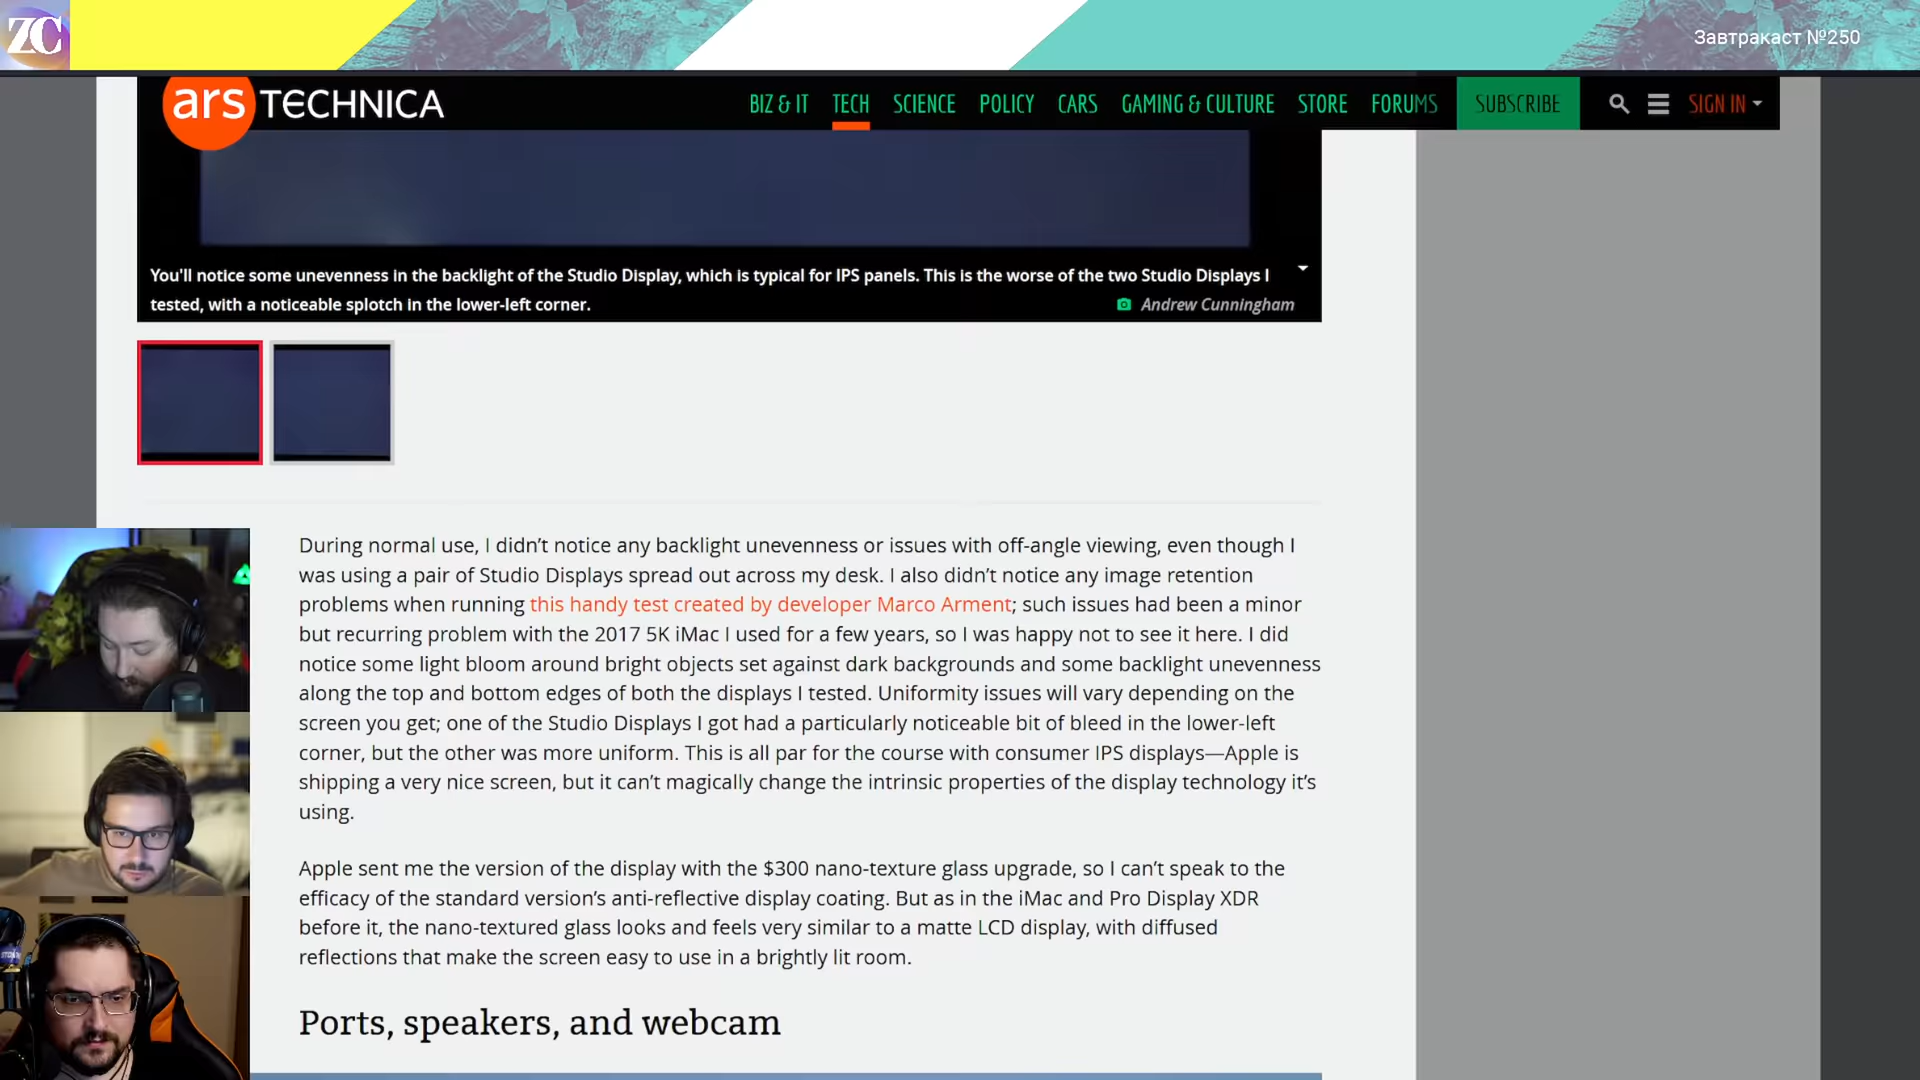 ZC
Завтракаст №250
ars TECHNICA
BIZ & IT TECH SCIENCE POLICY CARS GAMING & CULTURE STORE FORUMS SUBSCRIBE SIGN IN
You'll notice some unevenness in the backlight of the Studio Display, which is typical for IPS panels. This is the worse of the two Studio Displays I
tested, with a noticeable splotch in the lower-left corner.
Andrew Cunningham
During normal use, I didn’t notice any backlight unevenness or issues with off-angle viewing, even though I
was using a pair of Studio Displays spread out across my desk. I also didn’t notice any image retention
problems when running this handy test created by developer Marco Arment; such issues had been a minor
but recurring problem with the 2017 5K iMac I used for a few years, so I was happy not to see it here. I did
notice some light bloom around bright objects set against dark backgrounds and some backlight unevenness
along the top and bottom edges of both the displays I tested. Uniformity issues will vary depending on the
screen you get; one of the Studio Displays I got had a particularly noticeable bit of bleed in the lower-left
corner, but the other was more uniform. This is all par for the course with consumer IPS displays—Apple is
shipping a very nice screen, but it can’t magically change the intrinsic properties of the display technology it’s
using.
Apple sent me the version of the display with the $300 nano-texture glass upgrade, so I can’t speak to the
efficacy of the standard version’s anti-reflective display coating. But as in the iMac and Pro Display XDR
before it, the nano-textured glass looks and feels very similar to a matte LCD display, with diffused
reflections that make the screen easy to use in a brightly lit room.
Ports, speakers, and webcam